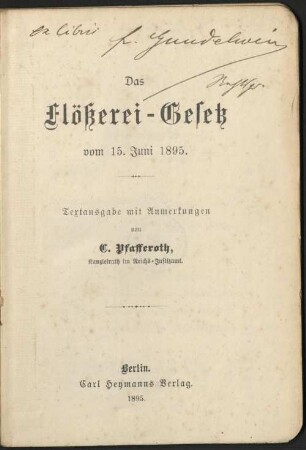 ex libris
Das
Flößerei-Gesetz
vom 15. Juni 1895.
Textausgabe mit Anmerkungen
von
C. Pfafferoth,
Kanzleirath im Reichs-Justizamt.
Berlin.
Carl Heymanns Verlag.
1895.